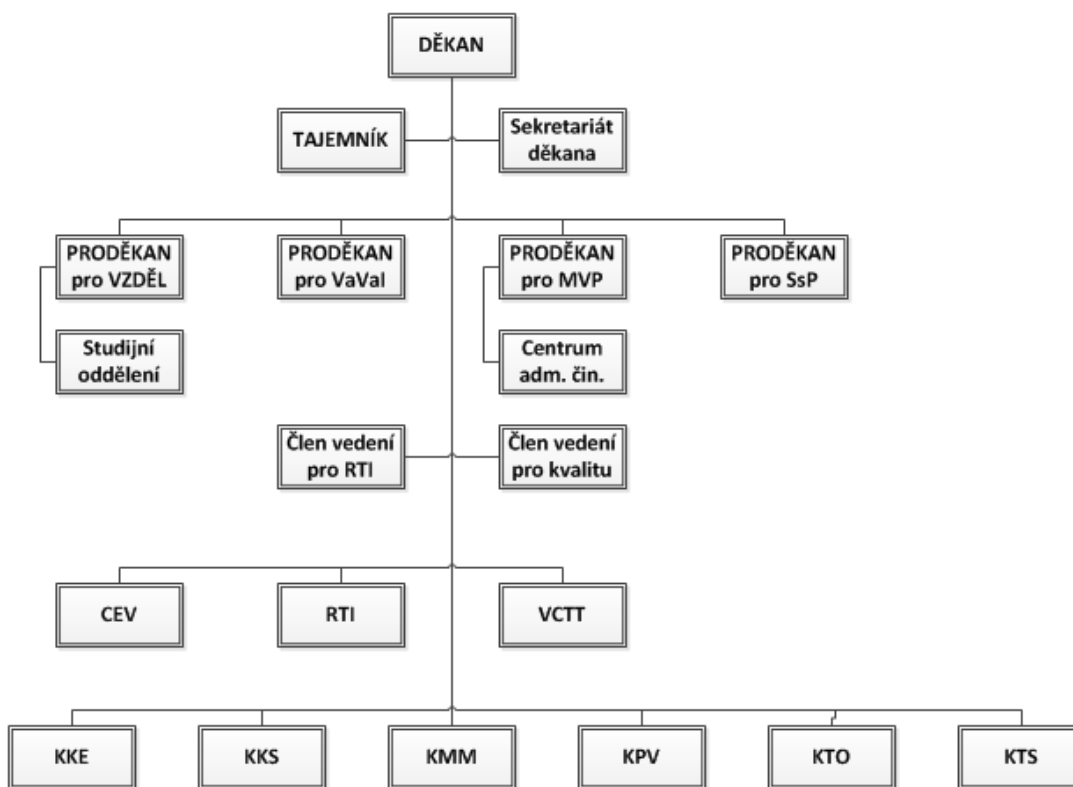 DĚKAN
TAJEMNÍK
Sekretariát
děkana
PRODĚKAN
pro VZDĚL
PRODĚKAN
pro VaVaI
PRODĚKAN
pro MVP
PRODĚKAN
pro SsP
Studijní
oddělení
Centrum
adm. čin.
Člen vedení
pro RTI
Člen vedení
pro kvalitu
CEV
RTI
VCTT
KKE
KKS
KMM
KPV
KTO
KTS